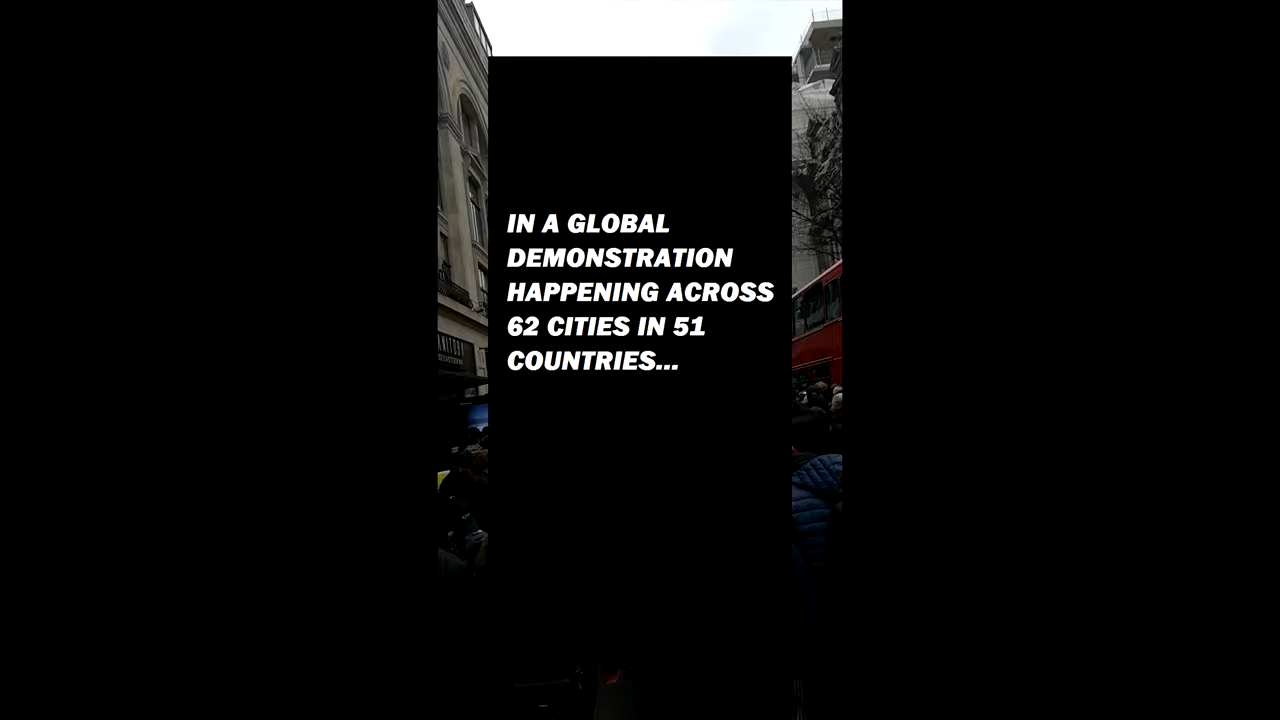 IN A GLOBAL
DEMONSTRATION
HAPPENING ACROSS
62 CITIES IN 51
COUNTRIES...